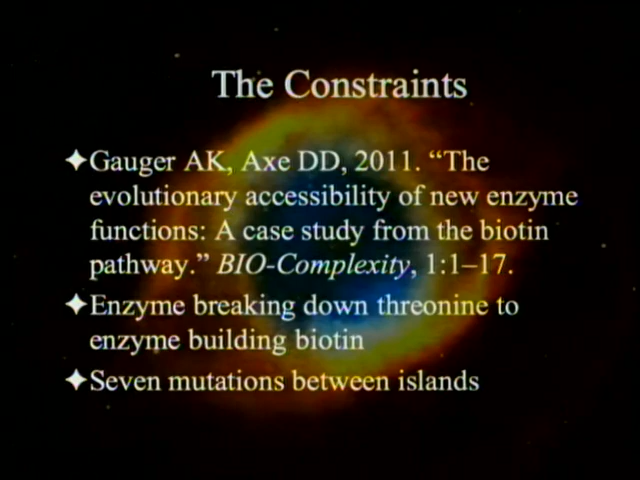 The Constraints
Gauger AK, Axe DD, 2011. “The
evolutionary accessibility of new enzyme
functions: A case study from the biotin
pathway.” BIO-Complexity, 1:1–17.
Enzyme breaking down threonine to
enzyme building biotin
Seven mutations between islands